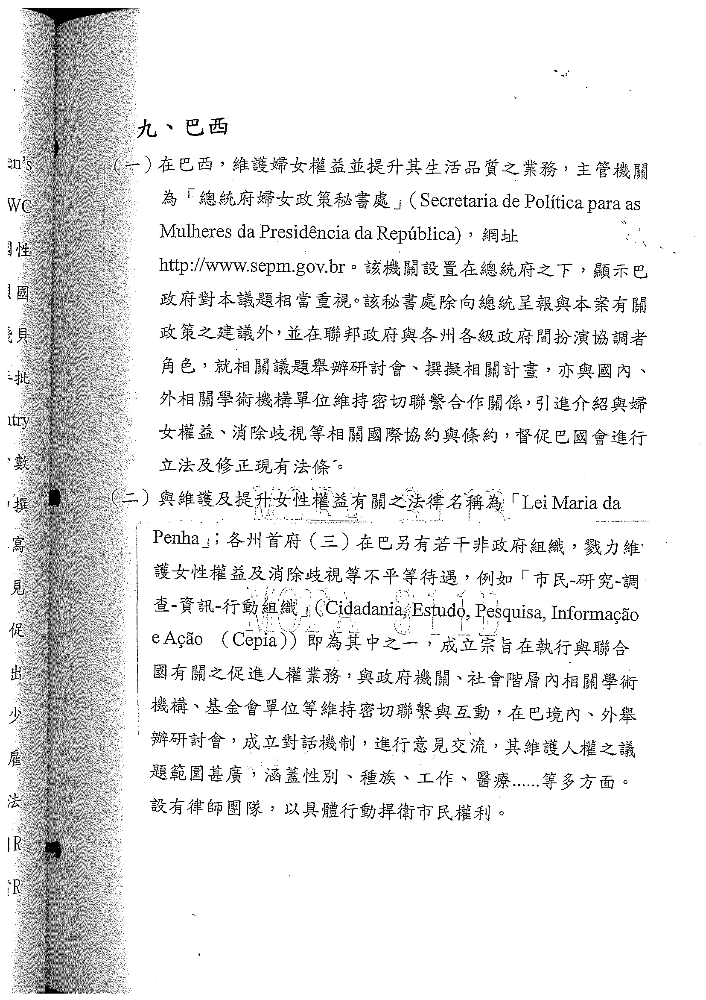 九、巴西
（一）在巴西，維護婦女權益並提升其生活品質之業務，主管機關
為「總統府婦女政策秘書處」（Secretaria de Política para as
Mulheres da Presidência da República)，網址
http://www.sepm.gov.br。該機關設置在總統府之下，顯示巴
政府對本議題相當重視。該秘書處除向總統呈報與本案有關
政策之建議外，並在聯邦政府與各州各級政府間扮演協調者
角色，就相關議題舉辦研討會、撰擬相關計畫，亦與國內、
外相關學術機構單位維持密切聯繫合作關係，引進介紹與婦
女權益、消除歧視等相關國際協約與條約，督促巴國會進行
立法及修正現有法條。
（二）與維護及提升女性權益有關之法律名稱為「Lei Maria da
Penha」；各州首府（三）在巴另有若干非政府組織，戮力維
護女性權益及消除歧視等不平等待遇，例如「市民-研究-調
查-資訊-行動組織」（Cidadania, Estudo, Pesquisa, Informação
e Ação （Cepia））即為其中之一，成立宗旨在執行與聯合
國有關之促進人權業務，與政府機關、社會階層內相關學術
機構、基金會單位等維持密切聯繫與互動，在巴境內、外舉
辦研討會，成立對話機制，進行意見交流，其維護人權之議
題範圍甚廣，涵蓋性別、種族、工作、醫療......等多方面。
設有律師團隊，以具體行動捍衛市民權利。
en's
WC
性
國
貝
批
ntry
數
撰
寫
見
促
出
少
雇
法
R
R